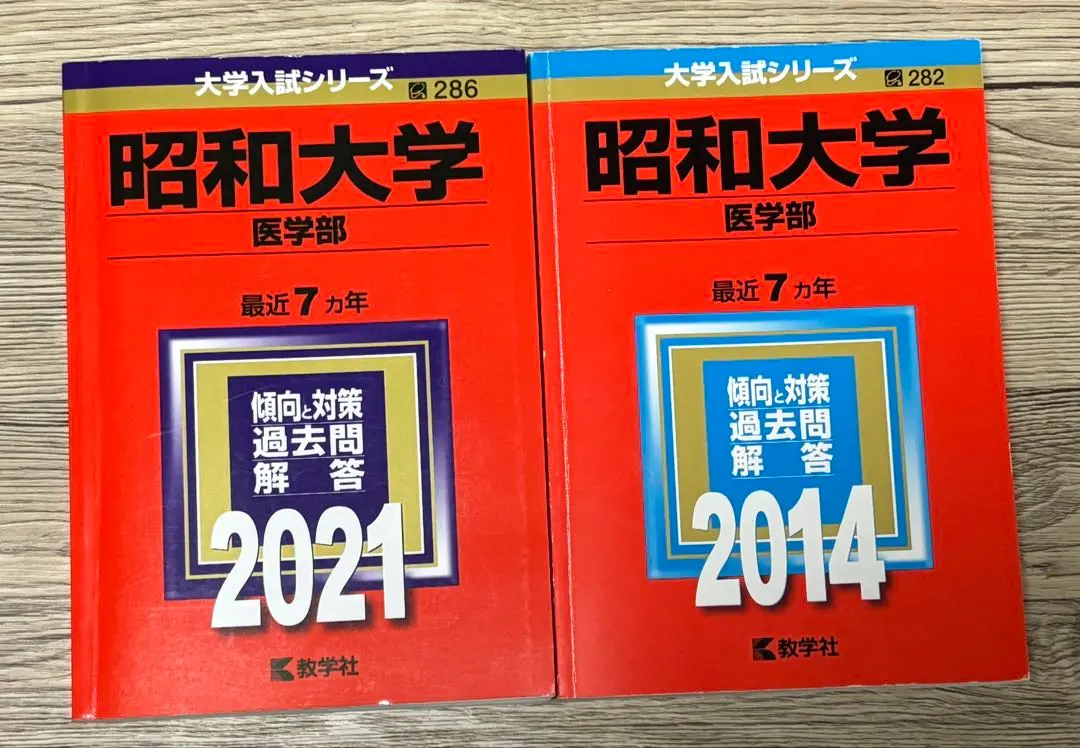 大学入試シリーズ 286
昭和大学
医学部
最近7カ年
傾向と対策
過去問
解答
2021
教学社
大学入試シリーズ 282
昭和大学
医学部
最近7カ年
傾向と対策
過去問
解答
2014
教学社